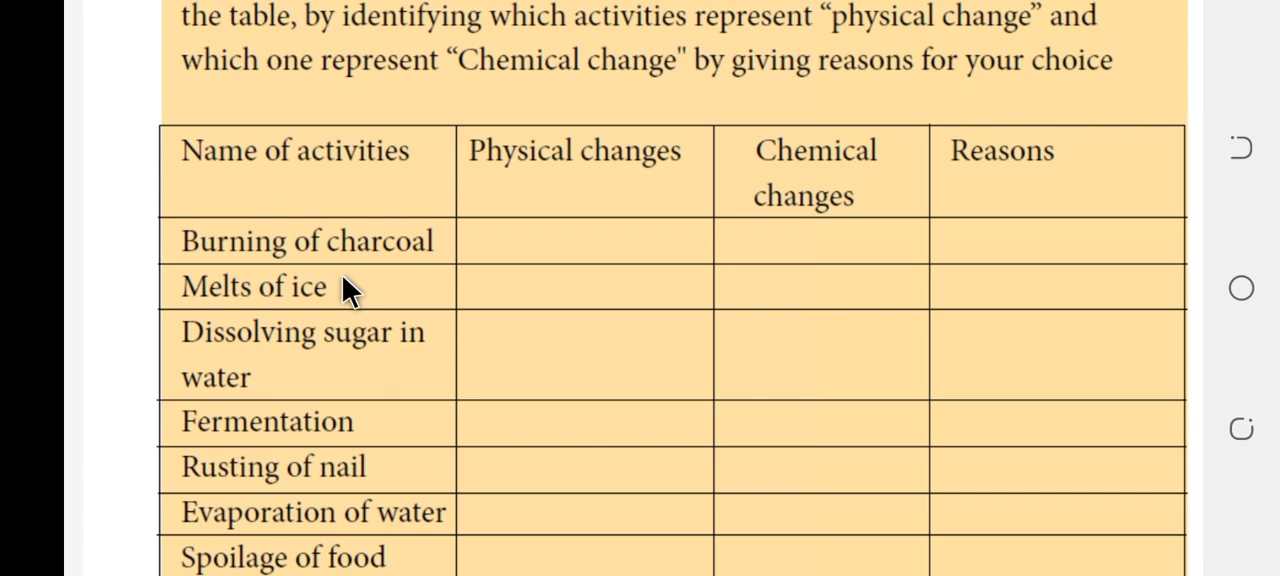 the table, by identifying which activities represent “physical change” and
which one represent “Chemical change" by giving reasons for your choice
Name of activities Physical changes Chemical changes Reasons
Burning of charcoal
Melts of ice
Dissolving sugar in
water
Fermentation
Rusting of nail
Evaporation of water
Spoilage of food